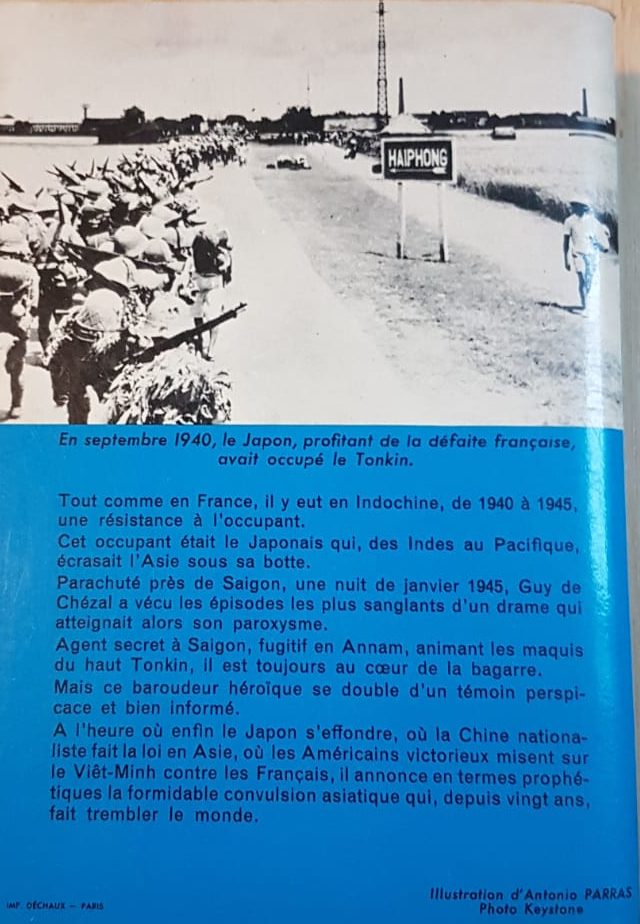 HAIPHONG
En septembre 1940, le Japon, profitant de la défaite française,
avait occupé le Tonkin.
Tout comme en France, il y eut en Indochine, de 1940 à 1945,
une résistance à l'occupant.
Cet occupant était le Japonais qui, des Indes au Pacifique,
écrasait l'Asie sous sa botte.
Parachuté près de Saigon, une nuit de janvier 1945, Guy de
Chézal a vécu les épisodes les plus sanglants d'un drame qui
atteignait alors son paroxysme.
Agent secret à Saigon, fugitif en Annam, animant les maquis
du haut Tonkin, il est toujours au cœur de la bagarre.
Mais ce baroudeur héroïque se double d'un témoin perspi-
cace et bien informé.
A l'heure où enfin le Japon s'effondre, où la Chine nationa-
liste fait la loi en Asie, où les Américains victorieux misent sur
le Viêt-Minh contre les Français, il annonce en termes prophé-
tiques la formidable convulsion asiatique qui, depuis vingt ans,
fait trembler le monde.
IMP. DÉCHAUX - PARIS
Illustration d'Antonio PARRAS
Photo Keystone